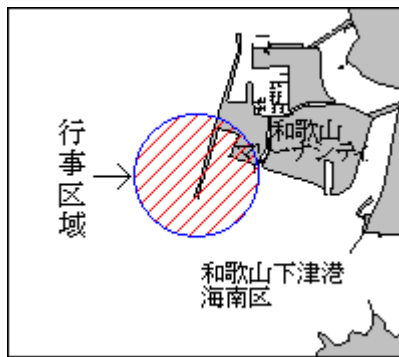 行事区域
和歌山
マリーナシティ
和歌山下津港
海南区